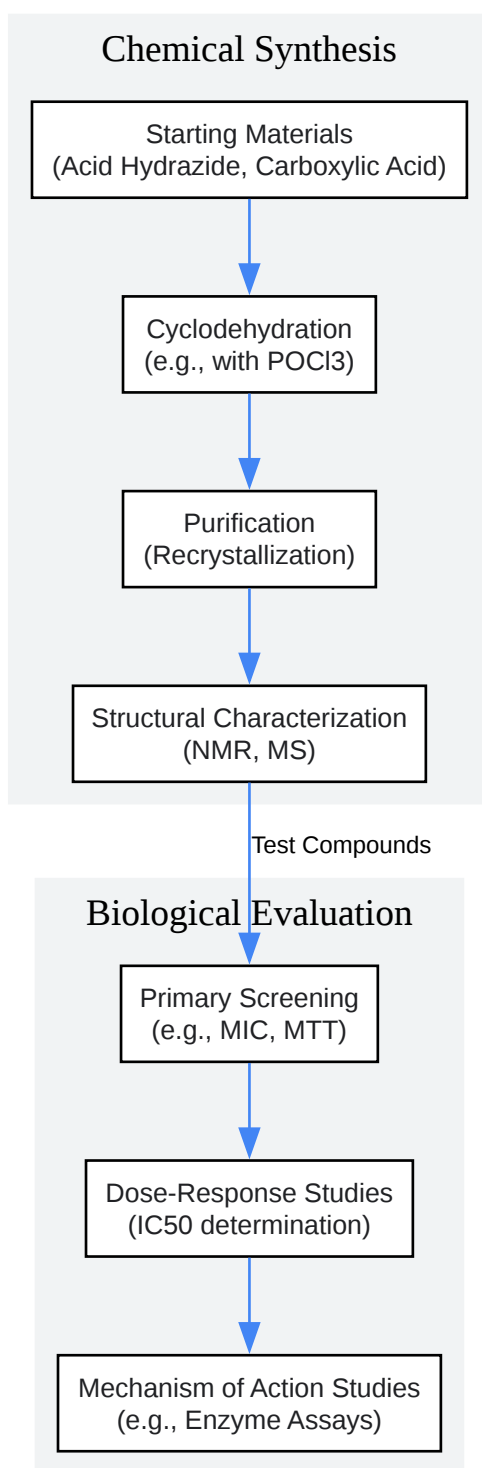 Chemical Synthesis
Starting Materials
(Acid Hydrazide, Carboxylic Acid)
Cyclodehydration
(e.g., with POCl3)
Purification
(Recrystallization)
Structural Characterization
(NMR, MS)
Test Compounds
Biological Evaluation
Primary Screening
(e.g., MIC, MTT)
Dose-Response Studies
(IC50 determination)
Mechanism of Action Studies
(e.g., Enzyme Assays)